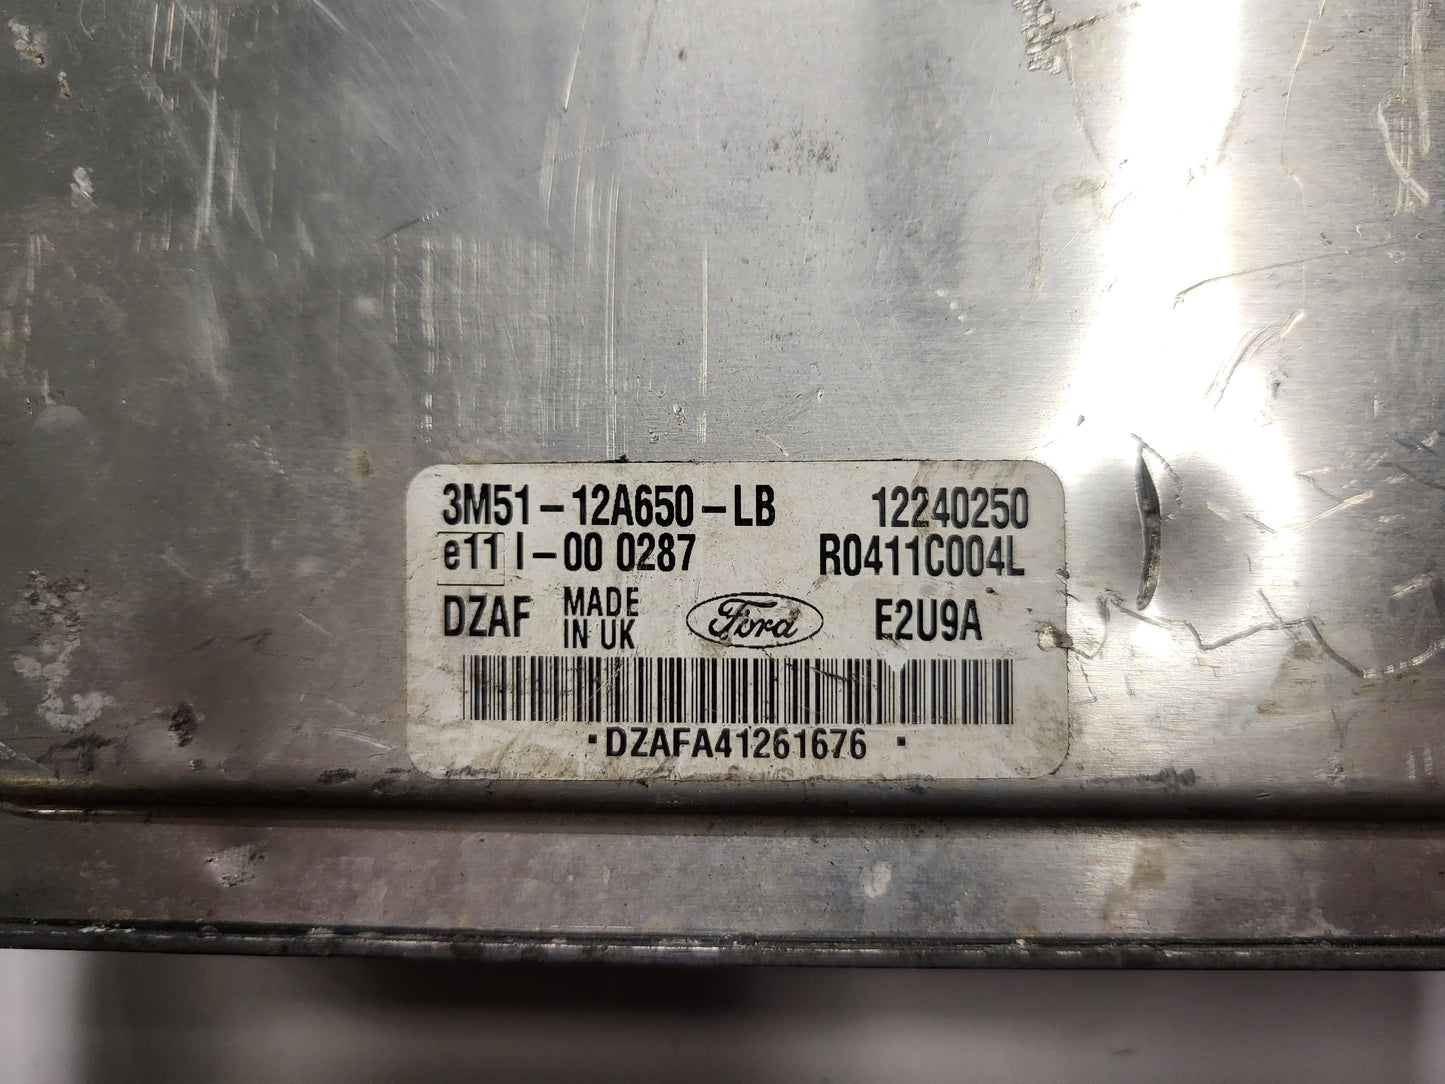 3M51-12A650-LB 12240250
e11 I-00 0287 R0411C004L
DZAF MADE IN UK Ford E2U9A
·DZAFA41261676 ·